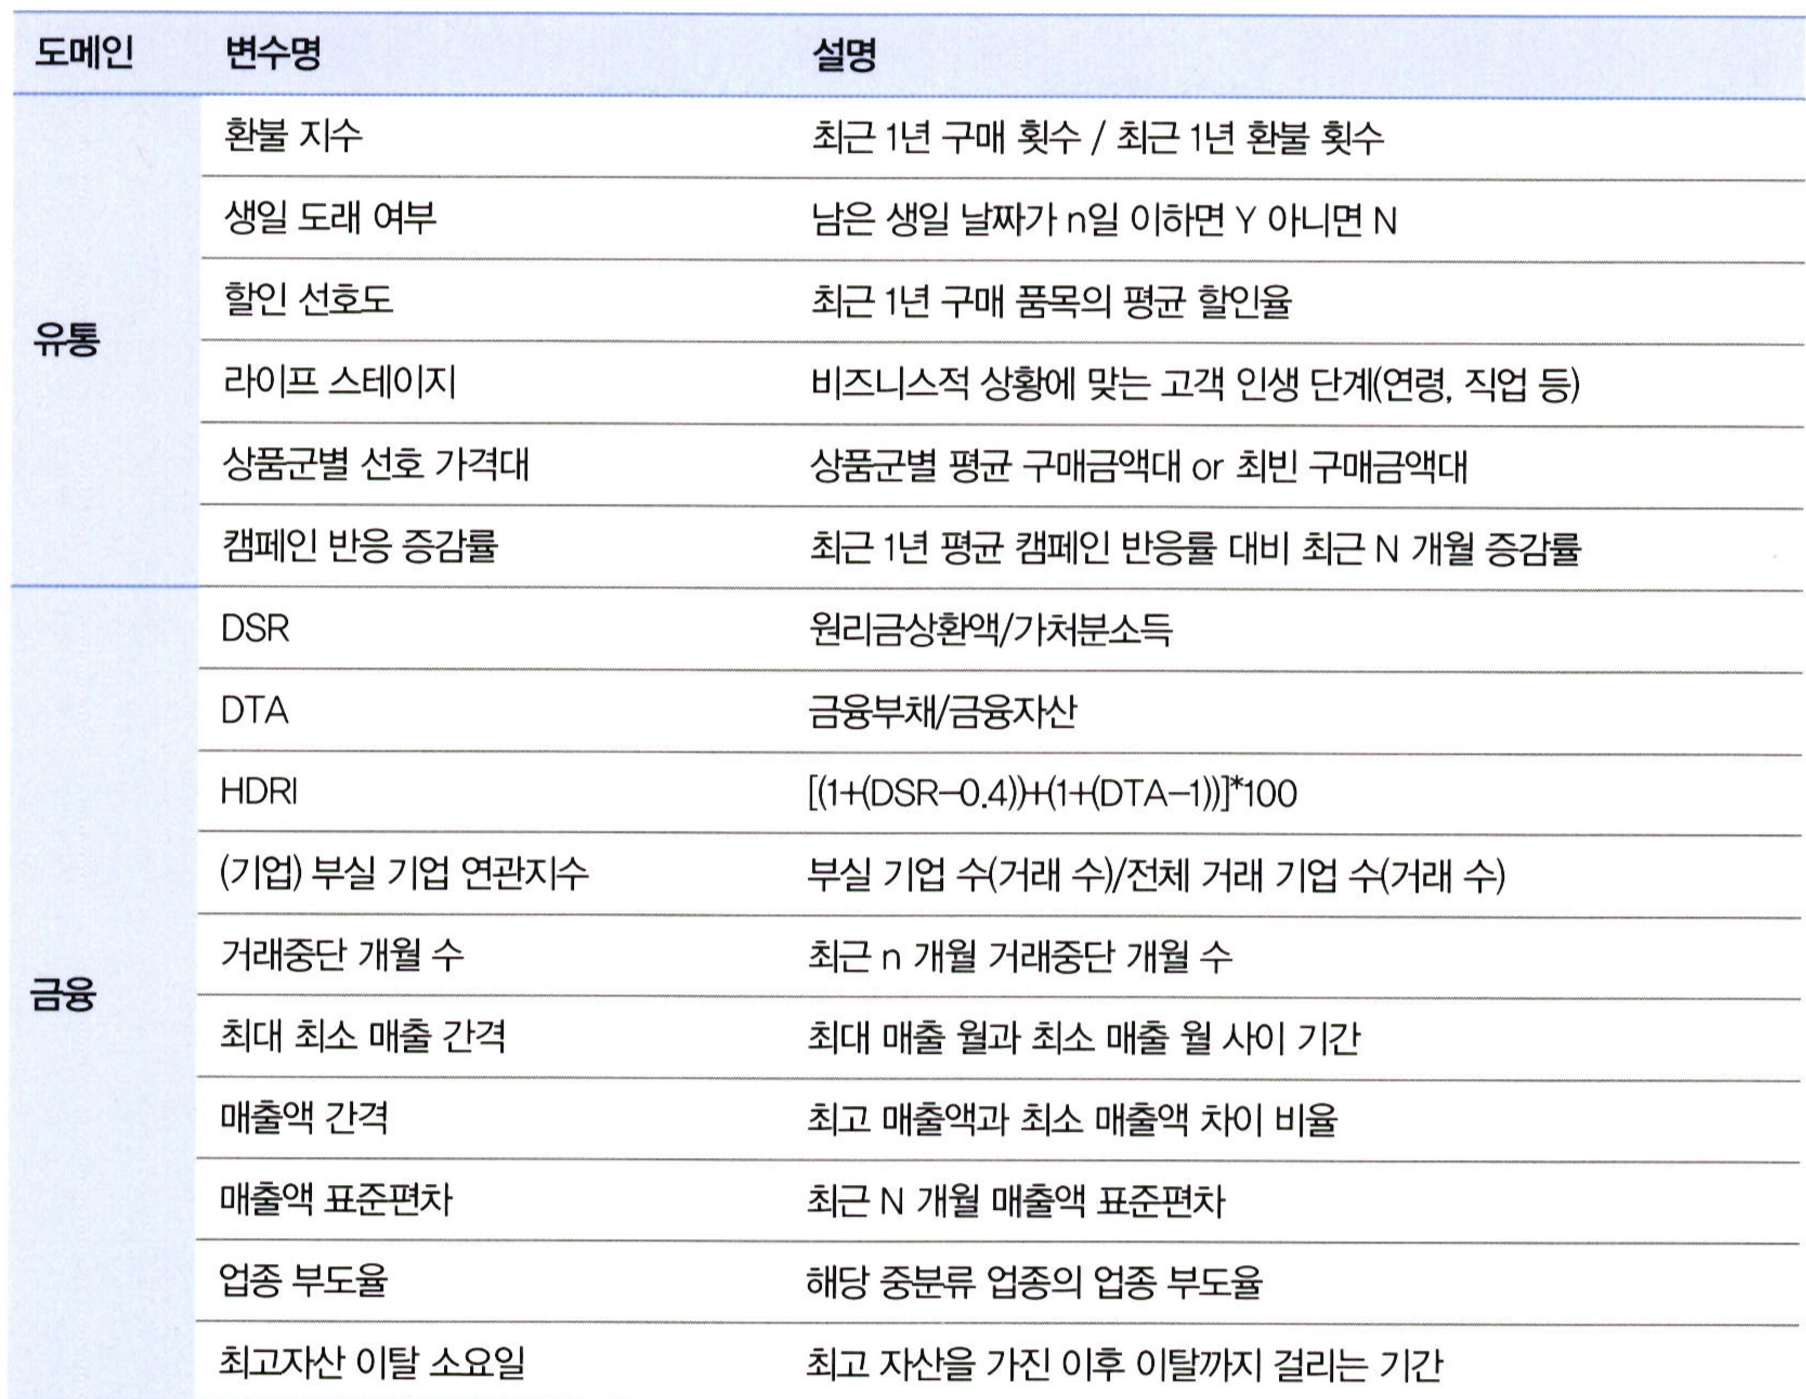 도메인 변수명 설명
유통
환불 지수 최근 1년 구매 횟수 / 최근 1년 환불 횟수
생일 도래 여부 남은 생일 날짜가 n일 이하면 Y 아니면 N
할인 선호도 최근 1년 구매 품목의 평균 할인율
라이프 스테이지 비즈니스적 상황에 맞는 고객 인생 단계(연령, 직업 등)
상품군별 선호 가격대 상품군별 평균 구매금액대 or 최빈 구매금액대
캠페인 반응 증감률 최근 1년 평균 캠페인 반응률 대비 최근 N 개월 증감률
금융
DSR 원리금상환액/가처분소득
DTA 금융부채/금융자산
HDRI [(1+(DSR-0.4))+(1+(DTA-1))]*100
(기업) 부실 기업 연관지수 부실 기업 수(거래 수)/전체 거래 기업 수(거래 수)
거래중단 개월 수 최근 n 개월 거래중단 개월 수
최대 최소 매출 간격 최대 매출 월과 최소 매출 월 사이 기간
매출액 간격 최고 매출액과 최소 매출액 차이 비율
매출액 표준편차 최근 N 개월 매출액 표준편차
업종 부도율 해당 중분류 업종의 업종 부도율
최고자산 이탈 소요일 최고 자산을 가진 이후 이탈까지 걸리는 기간